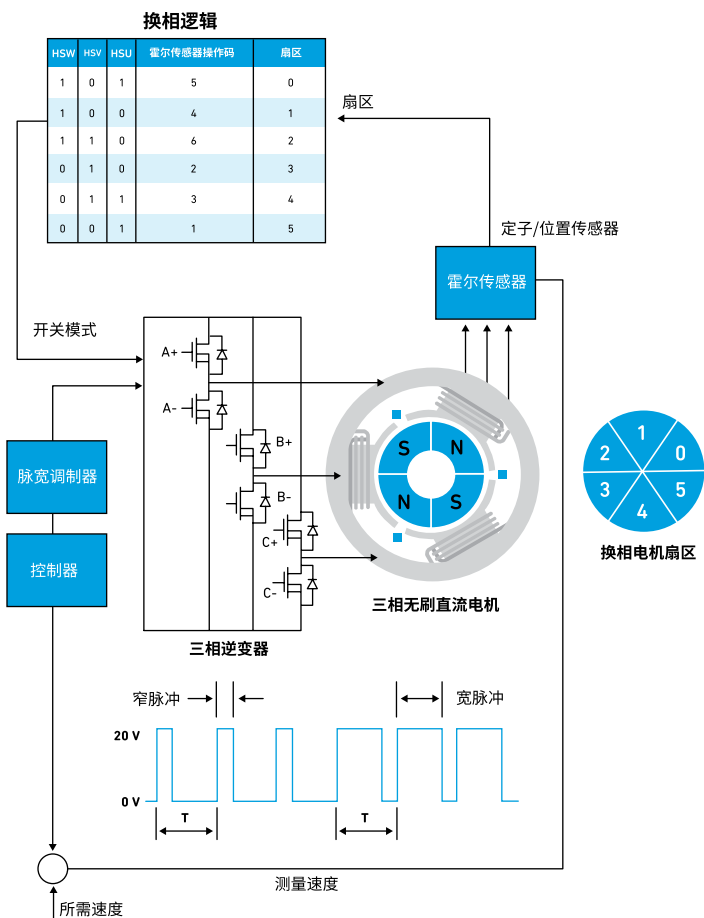 换相逻辑
HSW HSV HSU 霍尔传感器操作码 扇区
1 0 1 5 0
1 0 0 4 1
1 1 0 6 2
0 1 0 2 3
0 1 1 3 4
0 0 1 1 5
扇区
定子/位置传感器
霍尔传感器
开关模式
A+
A-
B+
B-
C+
C-
S N
N S
脉宽调制器
控制器
1
2 0
3 5
4
换相电机扇区
三相无刷直流电机
三相逆变器
窄脉冲
宽脉冲
20 V
0 V
T
T
测量速度
所需速度